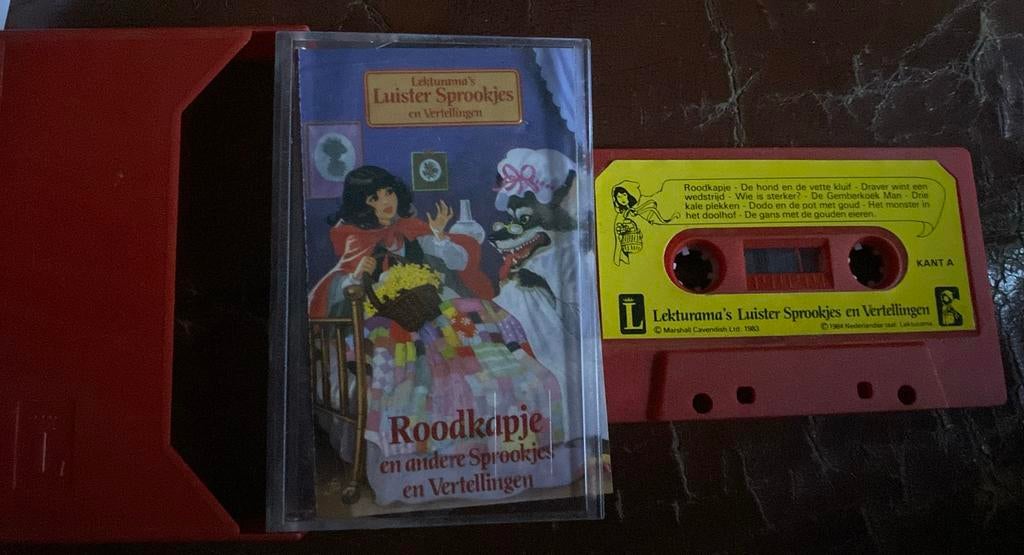 Lekturama's
Luister Sprookjes
en Vertellingen
Roodkapje
en andere Sprookjes
en Vertellingen
Roodkapje - De hond en de vette kluif - Draver wint een
wedstrijd - Wie is sterker? - De Gemberkoek Man - Drie
kale plekken - Dodo en de pot met goud - Het monster in
het doolhof - De gans met de gouden eieren.
KANT A
L Lekturama's Luister Sprookjes en Vertellingen
© Marshall Cavendish Ltd. 1983 © 1984 Nederlandse taal: Lekturama